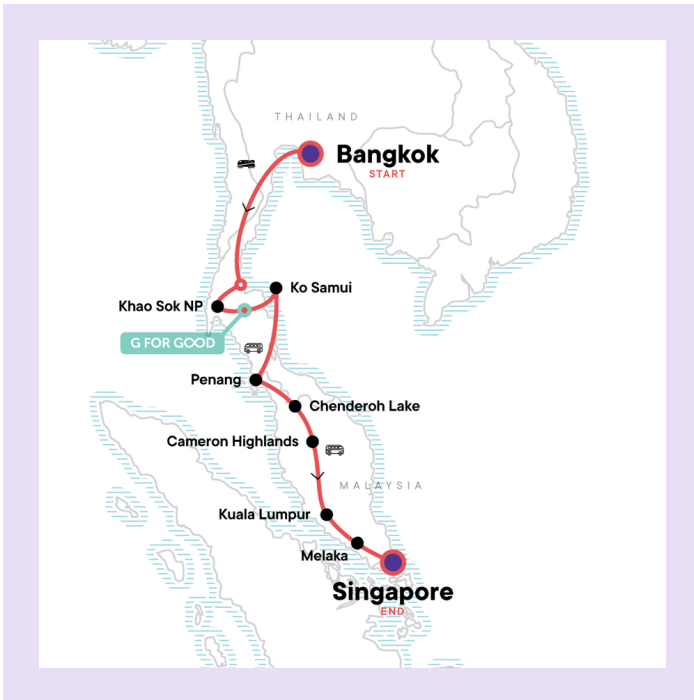 THAILAND
Bangkok
START
Ko Samui
Khao Sok NP
G FOR GOOD
Penang
Chenderoh Lake
Cameron Highlands
MALAYSIA
Kuala Lumpur
Melaka
Singapore
END